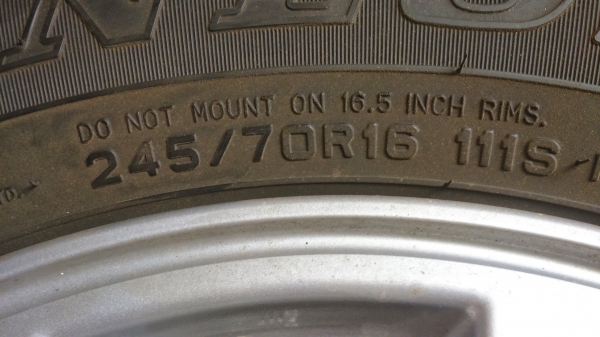 DO NOT MOUNT ON 16.5 INCH RIMS.
245/70R16 111S